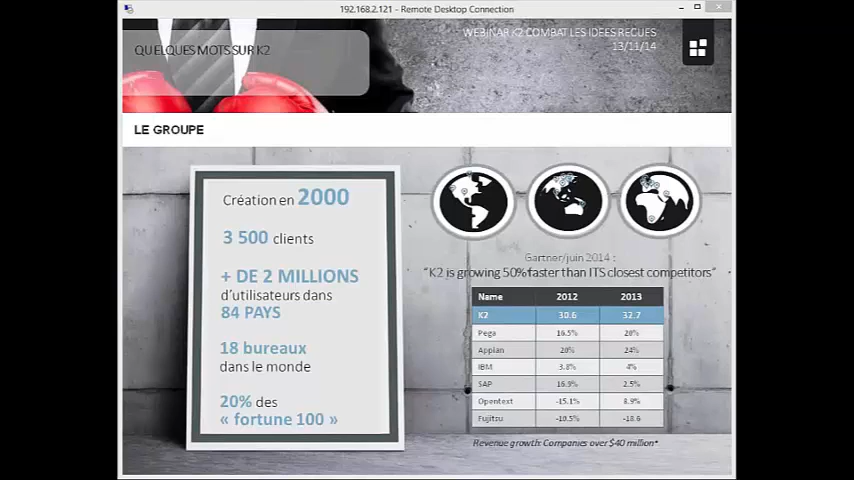 192.168.2.121 - Remote Desktop Connection
QUELQUES MOTS SUR K2
WEBINAR K2 COMBAT LES IDEES RECUES
13/11/14
LE GROUPE
Création en 2000
3 500 clients
+ DE 2 MILLIONS
d'utilisateurs dans
84 PAYS
18 bureaux
dans le monde
20% des
« fortune 100 »
Gartner/juin 2014 :
"K2 is growing 50% faster than ITS closest competitors"
Name 2012 2013
K2 30.6 32.7
Pega 16.5% 20%
Appian 20% 24%
IBM 3.8% 4%
SAP 16.9% 2.5%
Opentext -15.1% 8.9%
Fujitsu -10.5% -18.6
Revenue growth: Companies over $40 million*